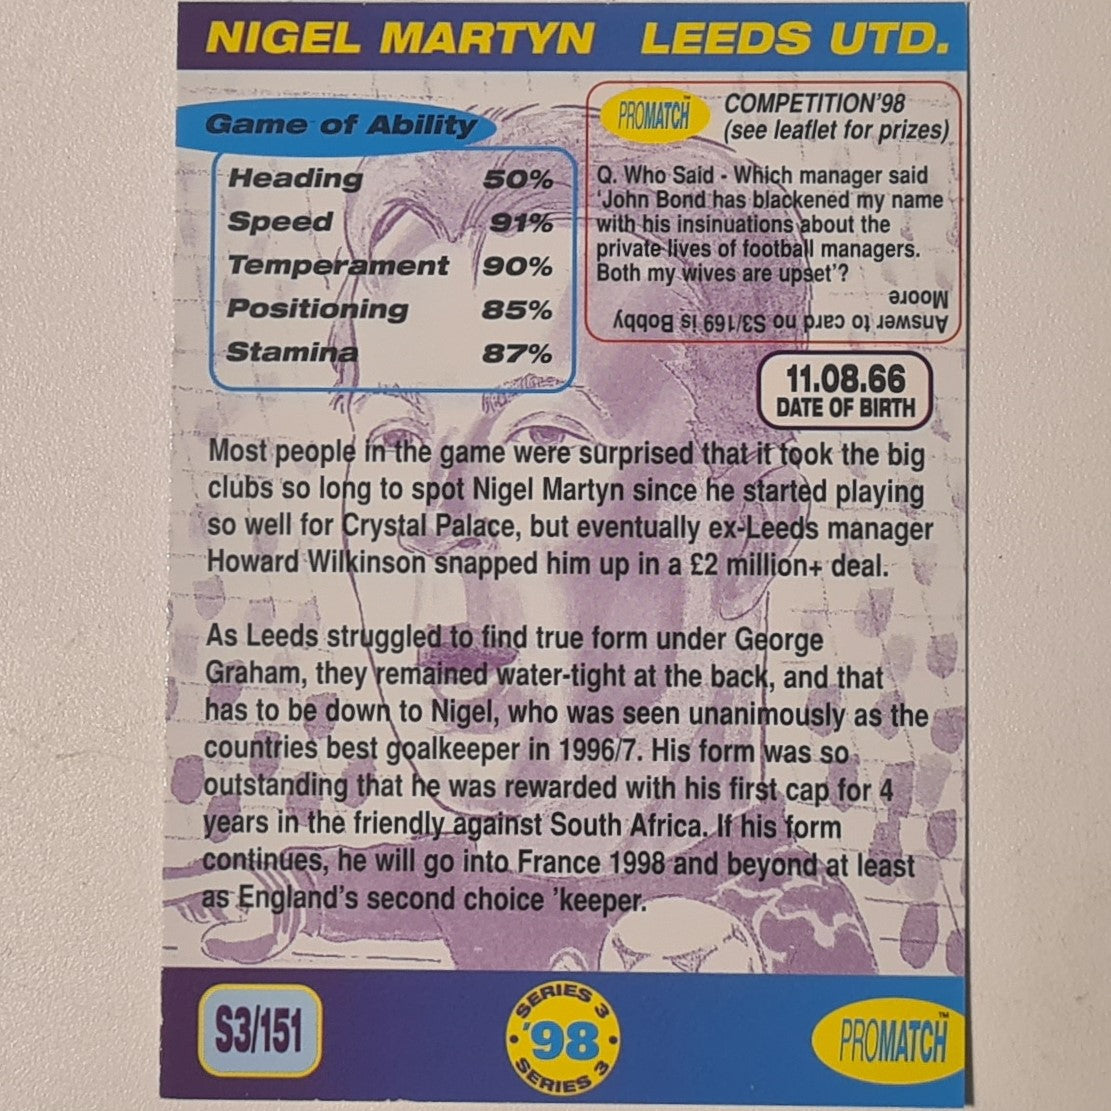 NIGEL MARTYN LEEDS UTD.
Game of Ability
Heading 50%
Speed 91%
Temperament 90%
Positioning 85%
Stamina 87%
PROMATCH™
COMPETITION'98
(see leaflet for prizes)
Q. Who Said - Which manager said
'John Bond has blackened my name
with his insinuations about the
private lives of football managers.
Both my wives are upset'?
Answer to card no S3/169 is Bobby
Moore
11.08.66
DATE OF BIRTH
Most people in the game were surprised that it took the big
clubs so long to spot Nigel Martyn since he started playing
so well for Crystal Palace, but eventually ex-Leeds manager
Howard Wilkinson snapped him up in a £2 million+ deal.
As Leeds struggled to find true form under George
Graham, they remained water-tight at the back, and that
has to be down to Nigel, who was seen unanimously as the
countries best goalkeeper in 1996/7. His form was so
outstanding that he was rewarded with his first cap for 4
years in the friendly against South Africa. If his form
continues, he will go into France 1998 and beyond at least
as England's second choice 'keeper.
S3/151
SERIES 3
'98
SERIES 3
PROMATCH™